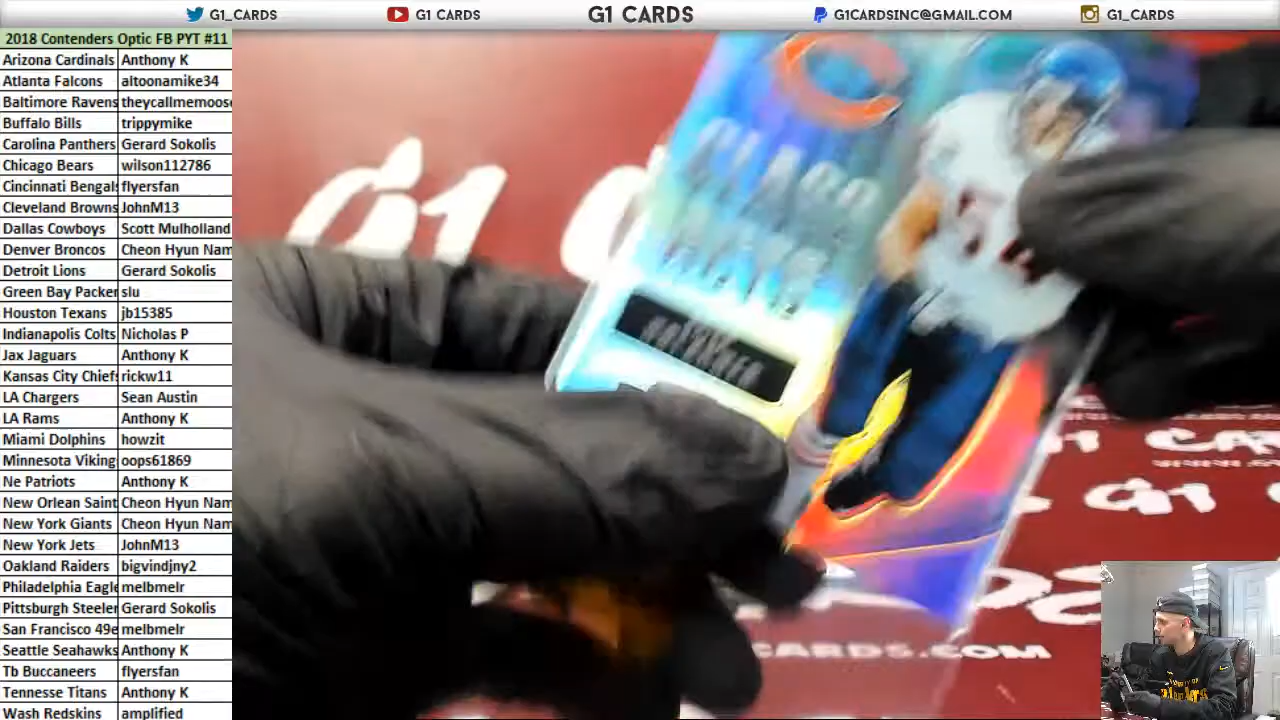 G1_CARDS
G1 CARDS
G1 CARDS
G1CARDSINC@GMAIL.COM
G1_CARDS
2018 Contenders Optic FB PYT #11
Arizona Cardinals Anthony K
Atlanta Falcons altoonamike34
Baltimore Ravens theycallmemoose
Buffalo Bills trippymike
Carolina Panthers Gerard Sokolis
Chicago Bears wilson112786
Cincinnati Bengals flyersfan
Cleveland Browns JohnM13
Dallas Cowboys Scott Mulholland
Denver Broncos Cheon Hyun Nam
Detroit Lions Gerard Sokolis
Green Bay Packer slu
Houston Texans jb15385
Indianapolis Colts Nicholas P
Jax Jaguars Anthony K
Kansas City Chiefs rickw11
LA Chargers Sean Austin
LA Rams Anthony K
Miami Dolphins howzit
Minnesota Viking oops61869
Ne Patriots Anthony K
New Orlean Saint Cheon Hyun Nam
New York Giants Cheon Hyun Nam
New York Jets JohnM13
Oakland Raiders bigvindjny2
Philadelphia Eagle melbmelr
Pittsburgh Steeler Gerard Sokolis
San Francisco 49e melbmelr
Seattle Seahawks Anthony K
Tb Buccaneers flyersfan
Tennesse Titans Anthony K
Wash Redskins amplified
G1
CLASS
G1 CA
G1
CARDS.COM